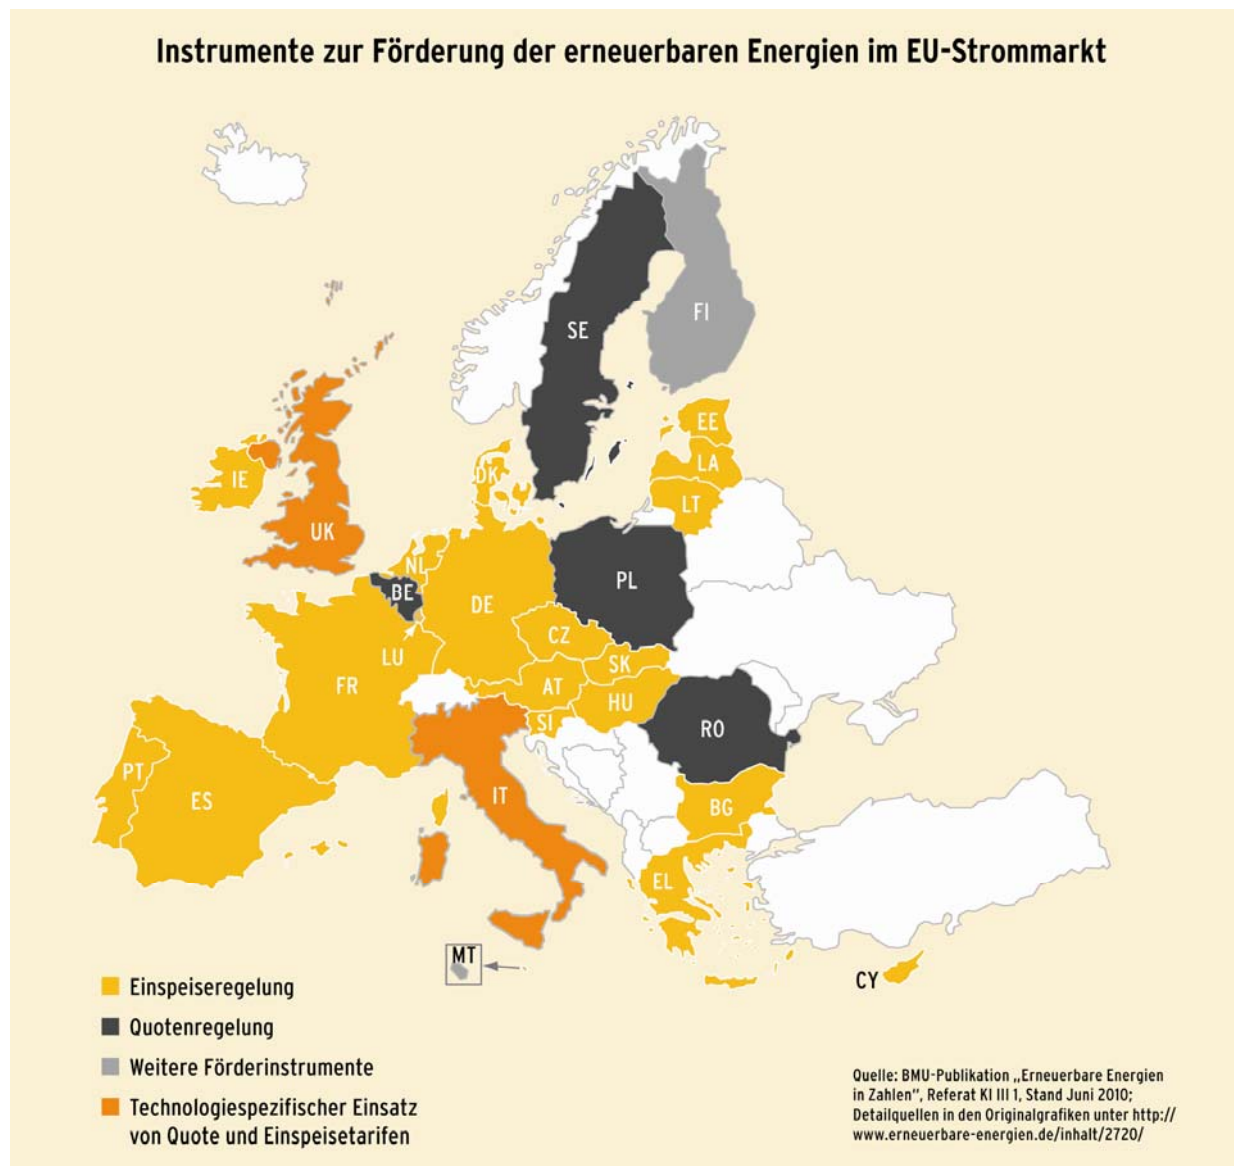 Instrumente zur Förderung der erneuerbaren Energien im EU-Strommarkt
FI
SE
EE
LA
LT
DK
IE
UK
NL
BE
PL
DE
CZ
LU
SK
FR
AT
HU
SI
RO
PT
ES
IT
BG
EL
MT
CY
Einspeiseregelung
Quotenregelung
Weitere Förderinstrumente
Technologiespezifischer Einsatz
von Quote und Einspeisetarifen
Quelle: BMU-Publikation „Erneuerbare Energien
in Zahlen“, Referat KI III 1, Stand Juni 2010;
Detailquellen in den Originalgrafiken unter http://
www.erneuerbare-energien.de/inhalt/2720/